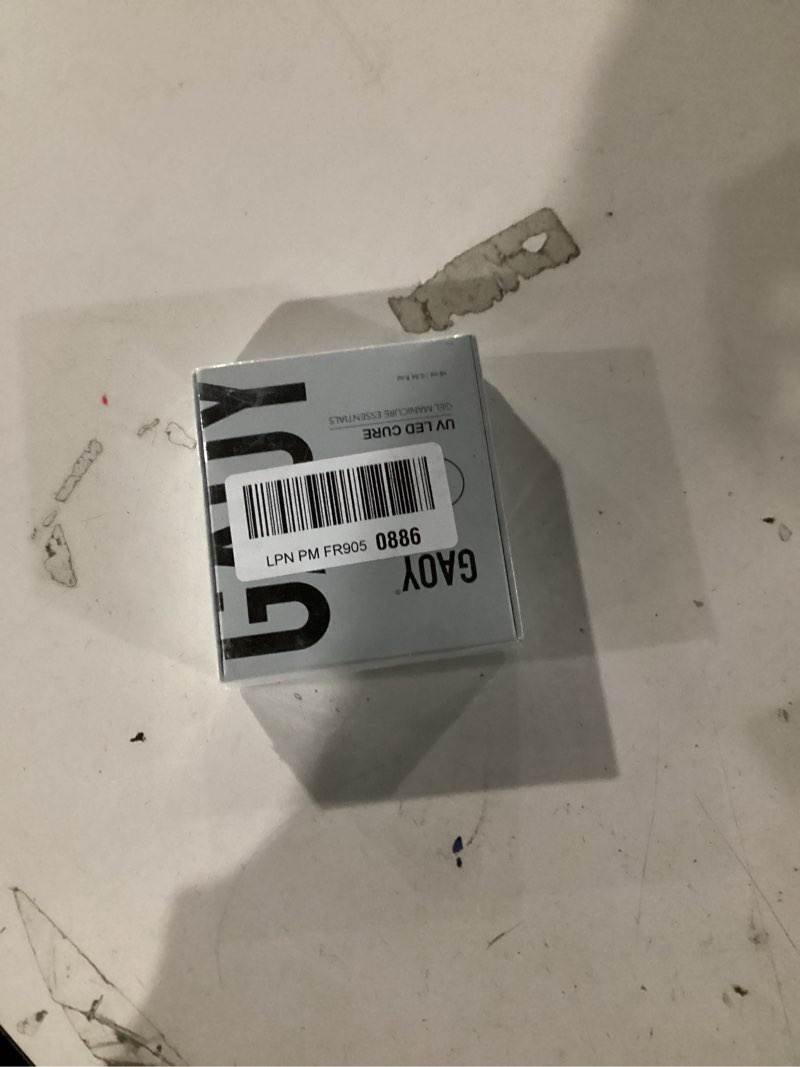 GAOY
LPN PM FR905 0886
GAOY®
UV LED CURE
GEL MANICURE ESSENTIALS